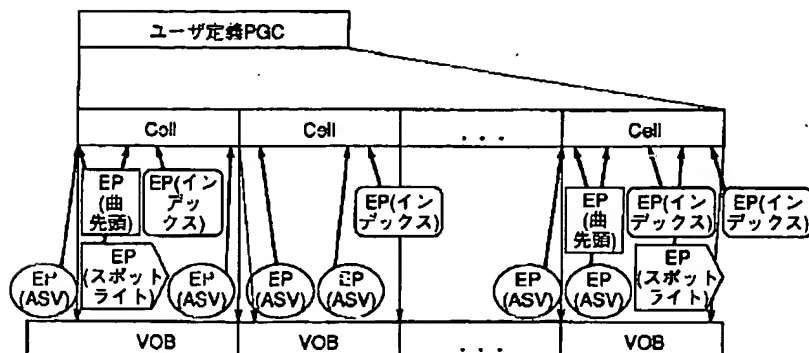 ユーザ定義PGC
Cell
Cell
. . .
Cell
EP
(曲
先頭)
EP(イン
デッ
クス)
EP(イン
デックス)
EP
(曲
先頭)
EP(イン
デックス)
EP(イン
デックス)
EP
(ASV)
EP
(スポット
ライト)
EP
(ASV)
EP
(ASV)
EP
(ASV)
EP
(ASV)
EP
(ASV)
EP
(スポット
ライト)
VOB
VOB
. . .
VOB